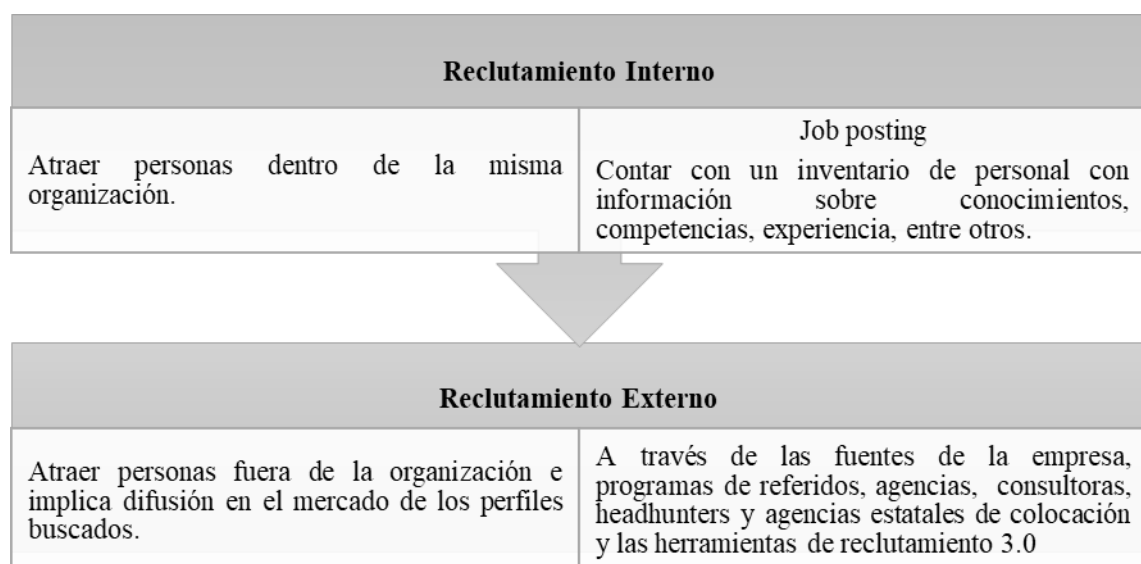 Reclutamiento Interno
Atraer personas dentro de la misma
organización.
Job posting
Contar con un inventario de personal con
información sobre conocimientos,
competencias, experiencia, entre otros.
Reclutamiento Externo
Atraer personas fuera de la organización e
implica difusión en el mercado de los perfiles
buscados.
A través de las fuentes de la empresa,
programas de referidos, agencias, consultoras,
headhunters y agencias estatales de colocación
y las herramientas de reclutamiento 3.0